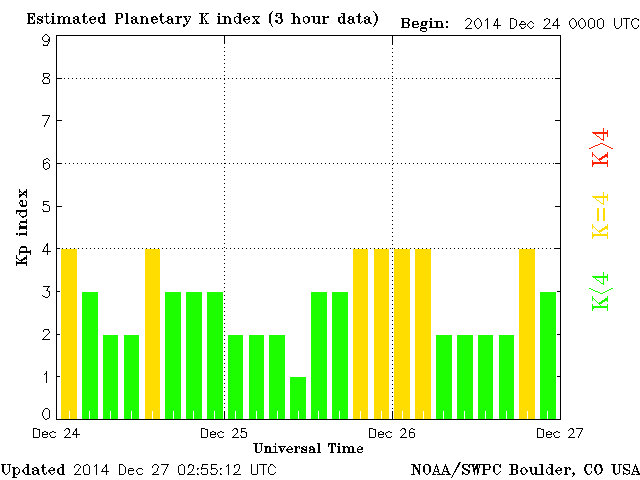 Estimated Planetary K index (3 hour data) Begin: 2014 Dec 24 0000 UTC
9
8
7
6
5
4
3
2
1
0
Kp index
K>4
K=4
K<4
Dec 24 Dec 25 Dec 26 Dec 27
Universal Time
Updated 2014 Dec 27 02:55:12 UTC NOAA/SWPC Boulder, CO USA